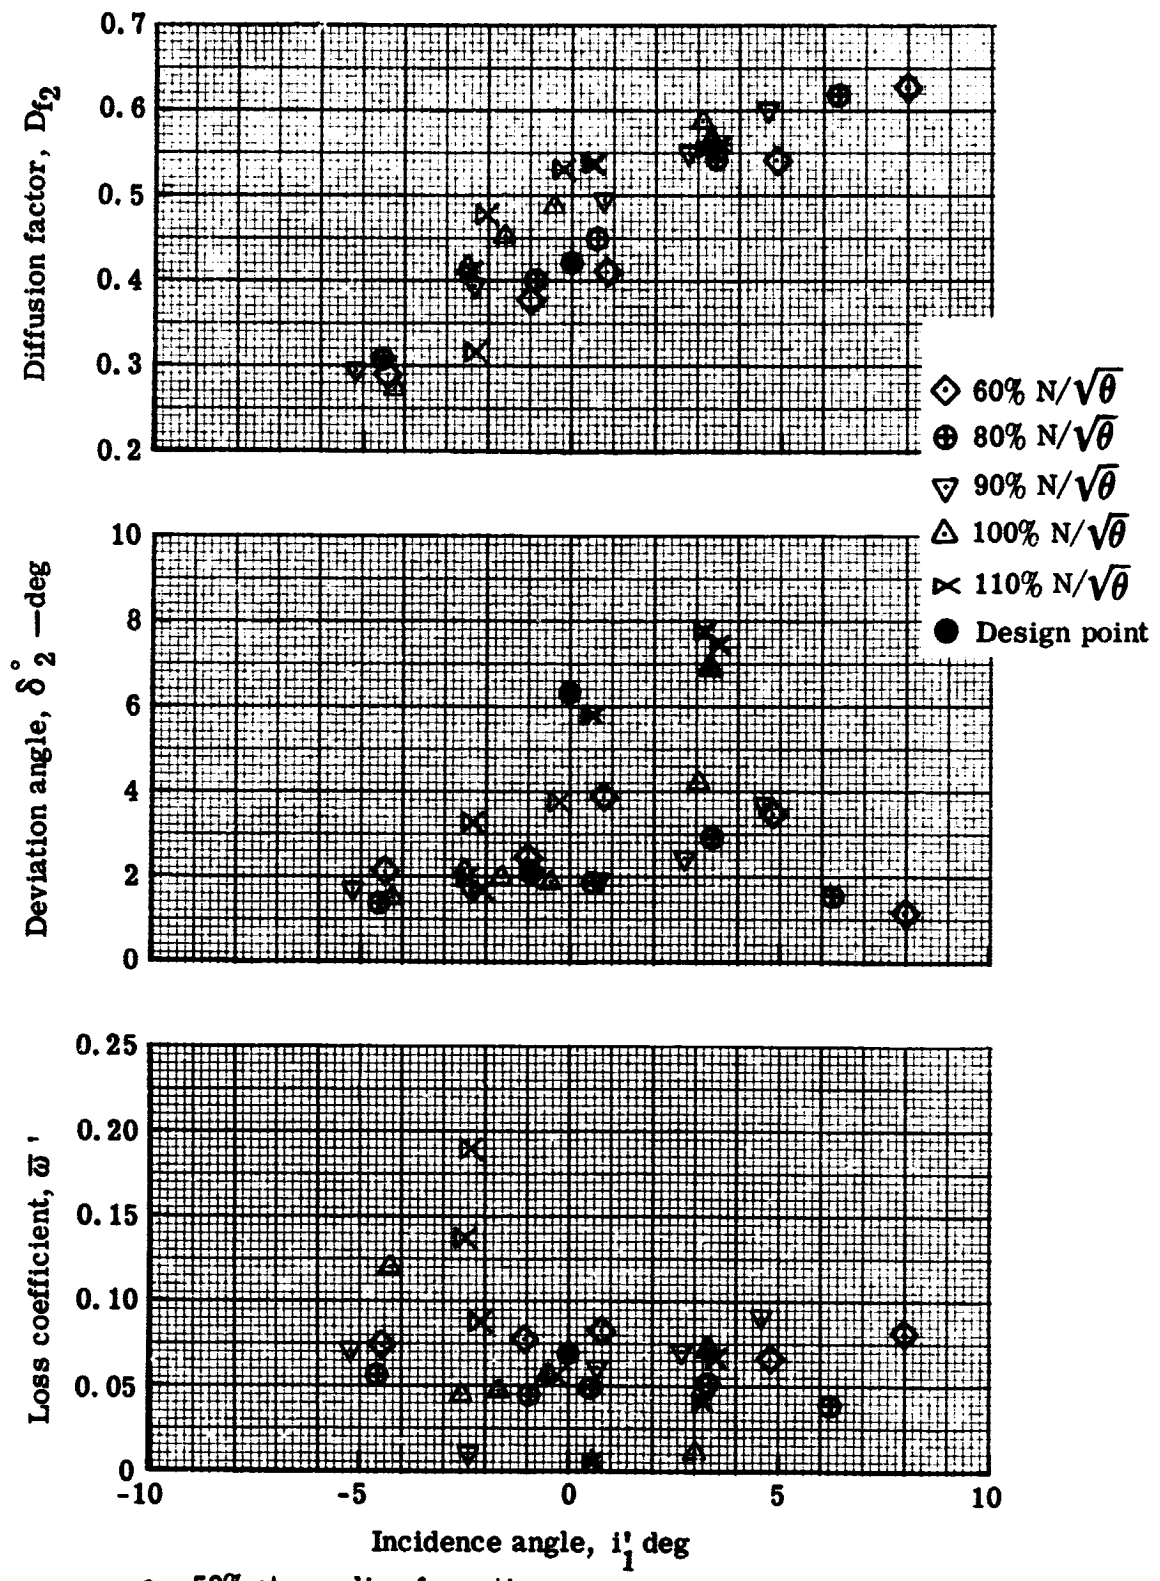 0.7
0.6
0.5
0.4
0.3
0.2
Diffusion factor, Df2
60% N/√θ
80% N/√θ
90% N/√θ
100% N/√θ
110% N/√θ
Design point
10
8
6
4
2
0
Deviation angle, δ°2 —deg
0.25
0.20
0.15
0.10
0.05
0
Loss coefficient, ω̅'
-10 -5 0 5 10
Incidence angle, i'1 deg
50%